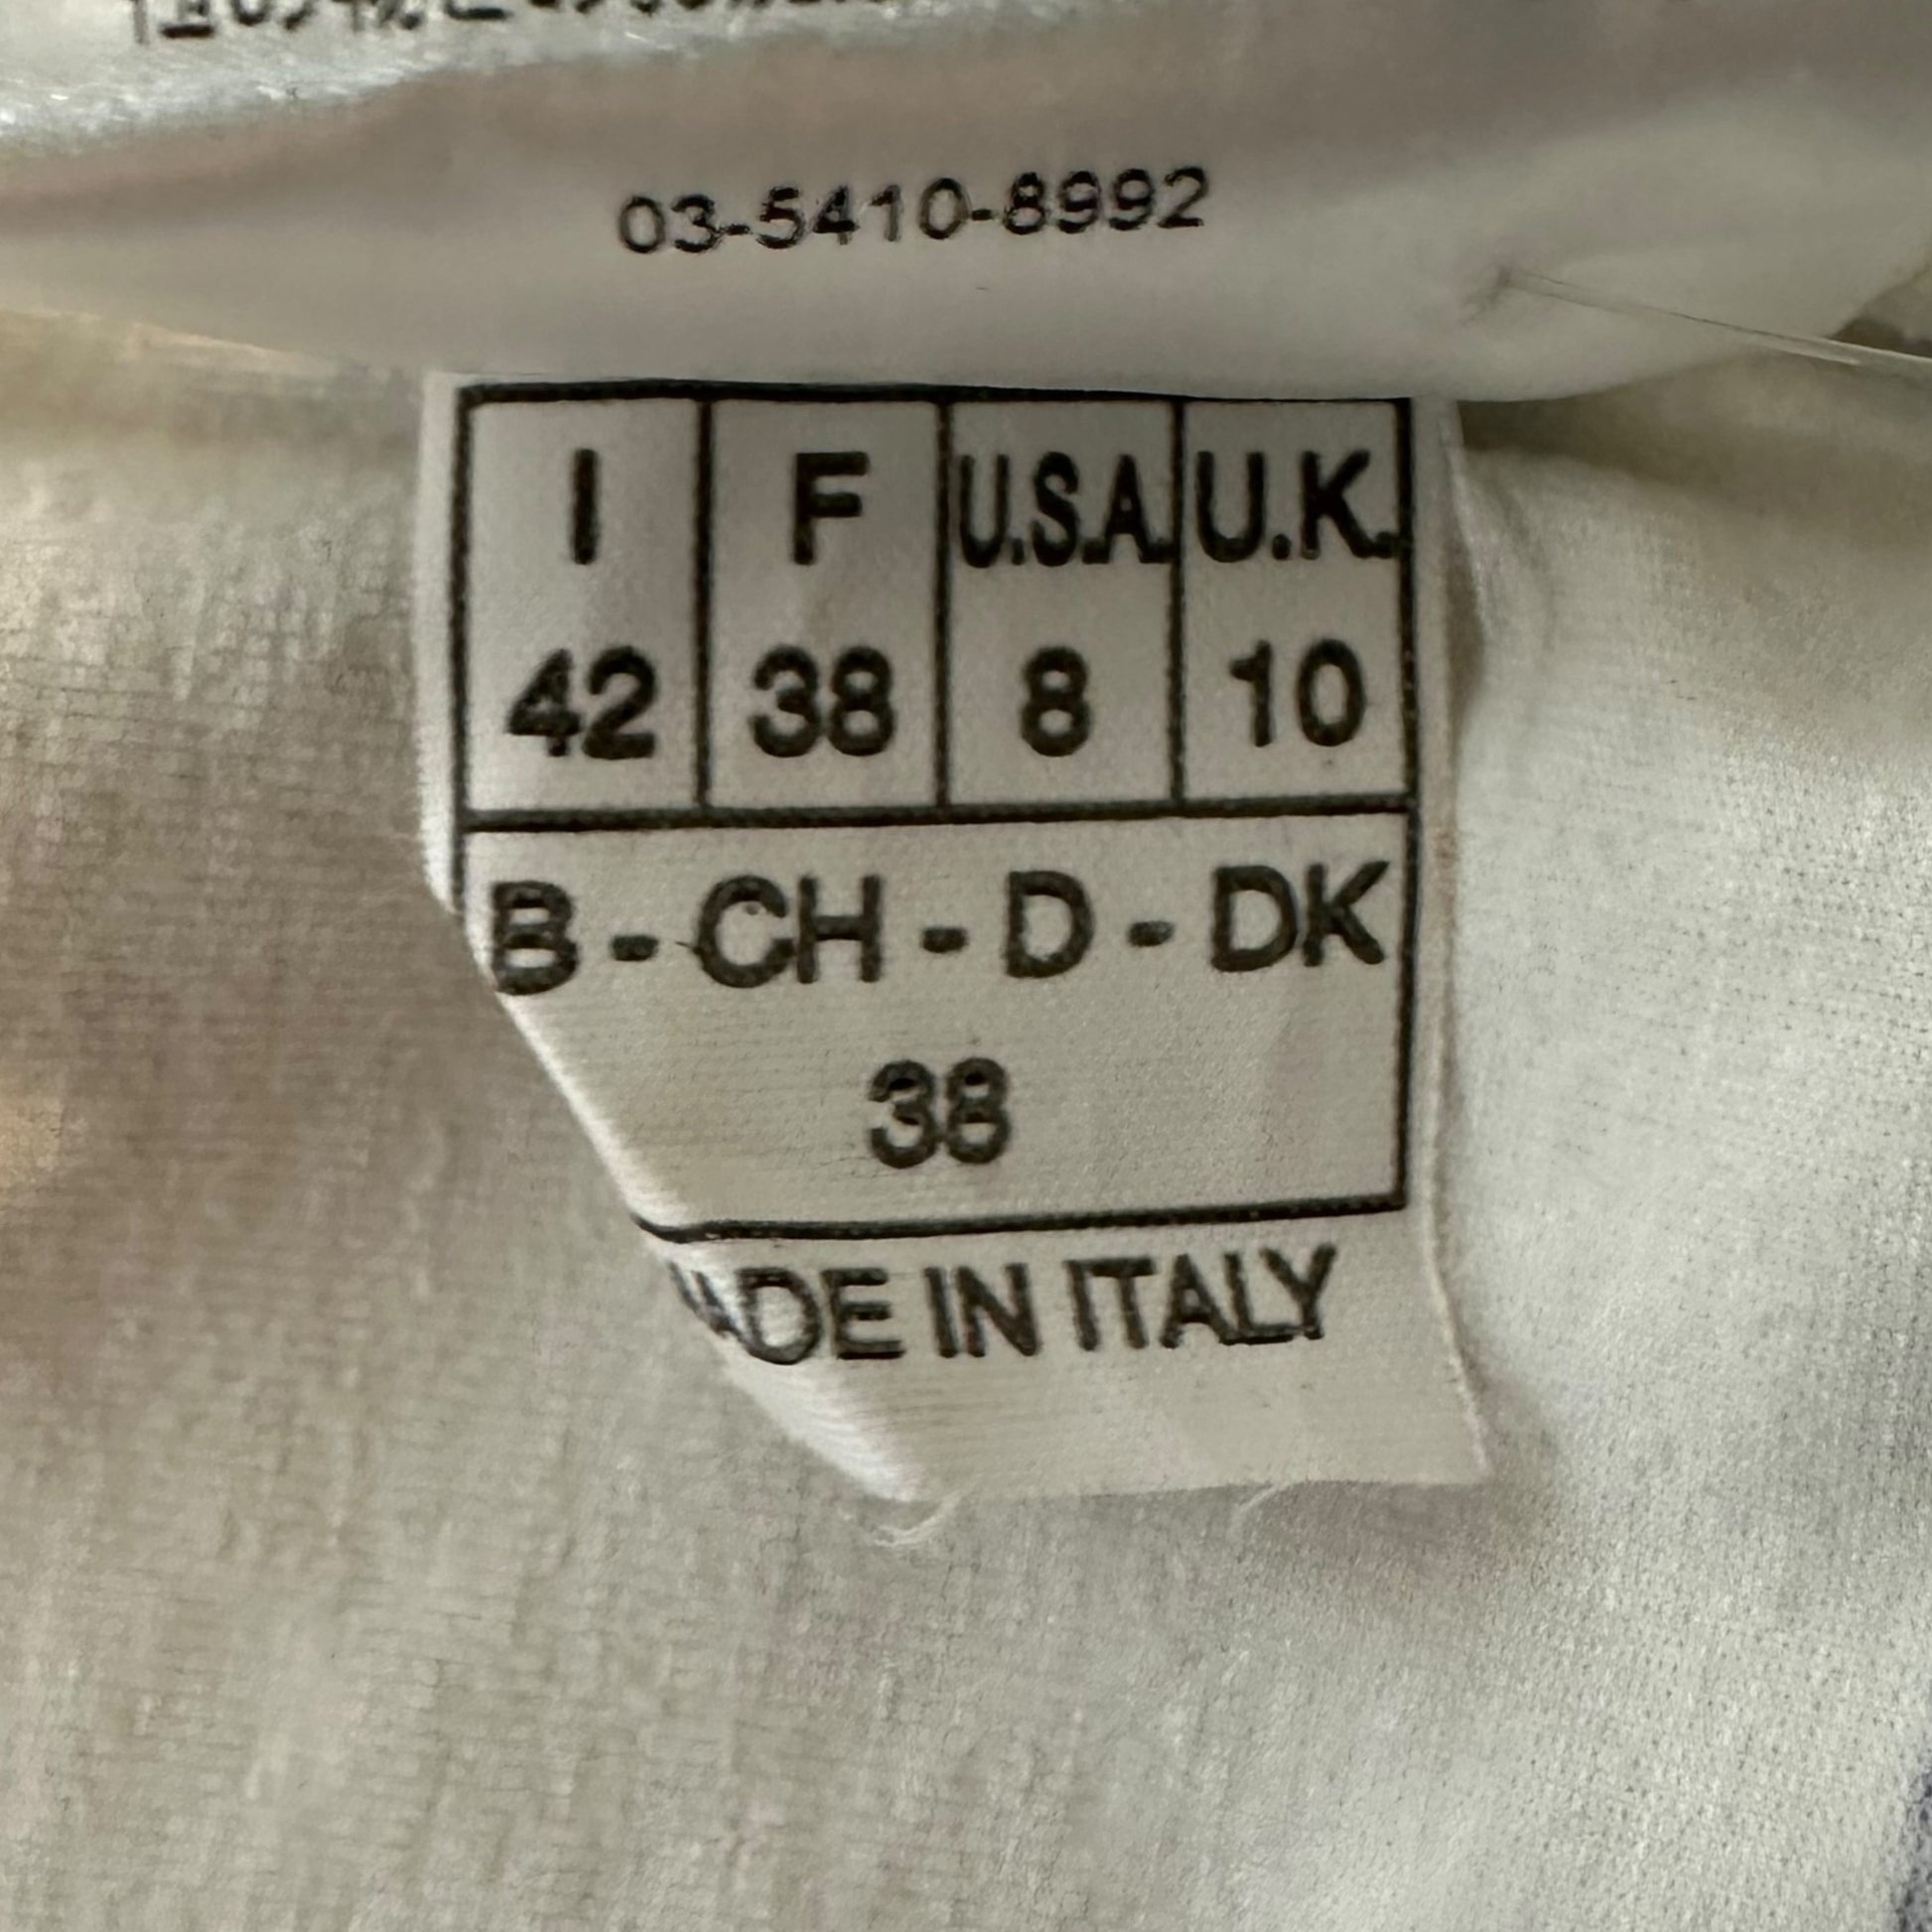 03-5410-8992
I F U.S.A. U.K.
42 38 8 10
B - CH - D - DK
38
ADE IN ITALY